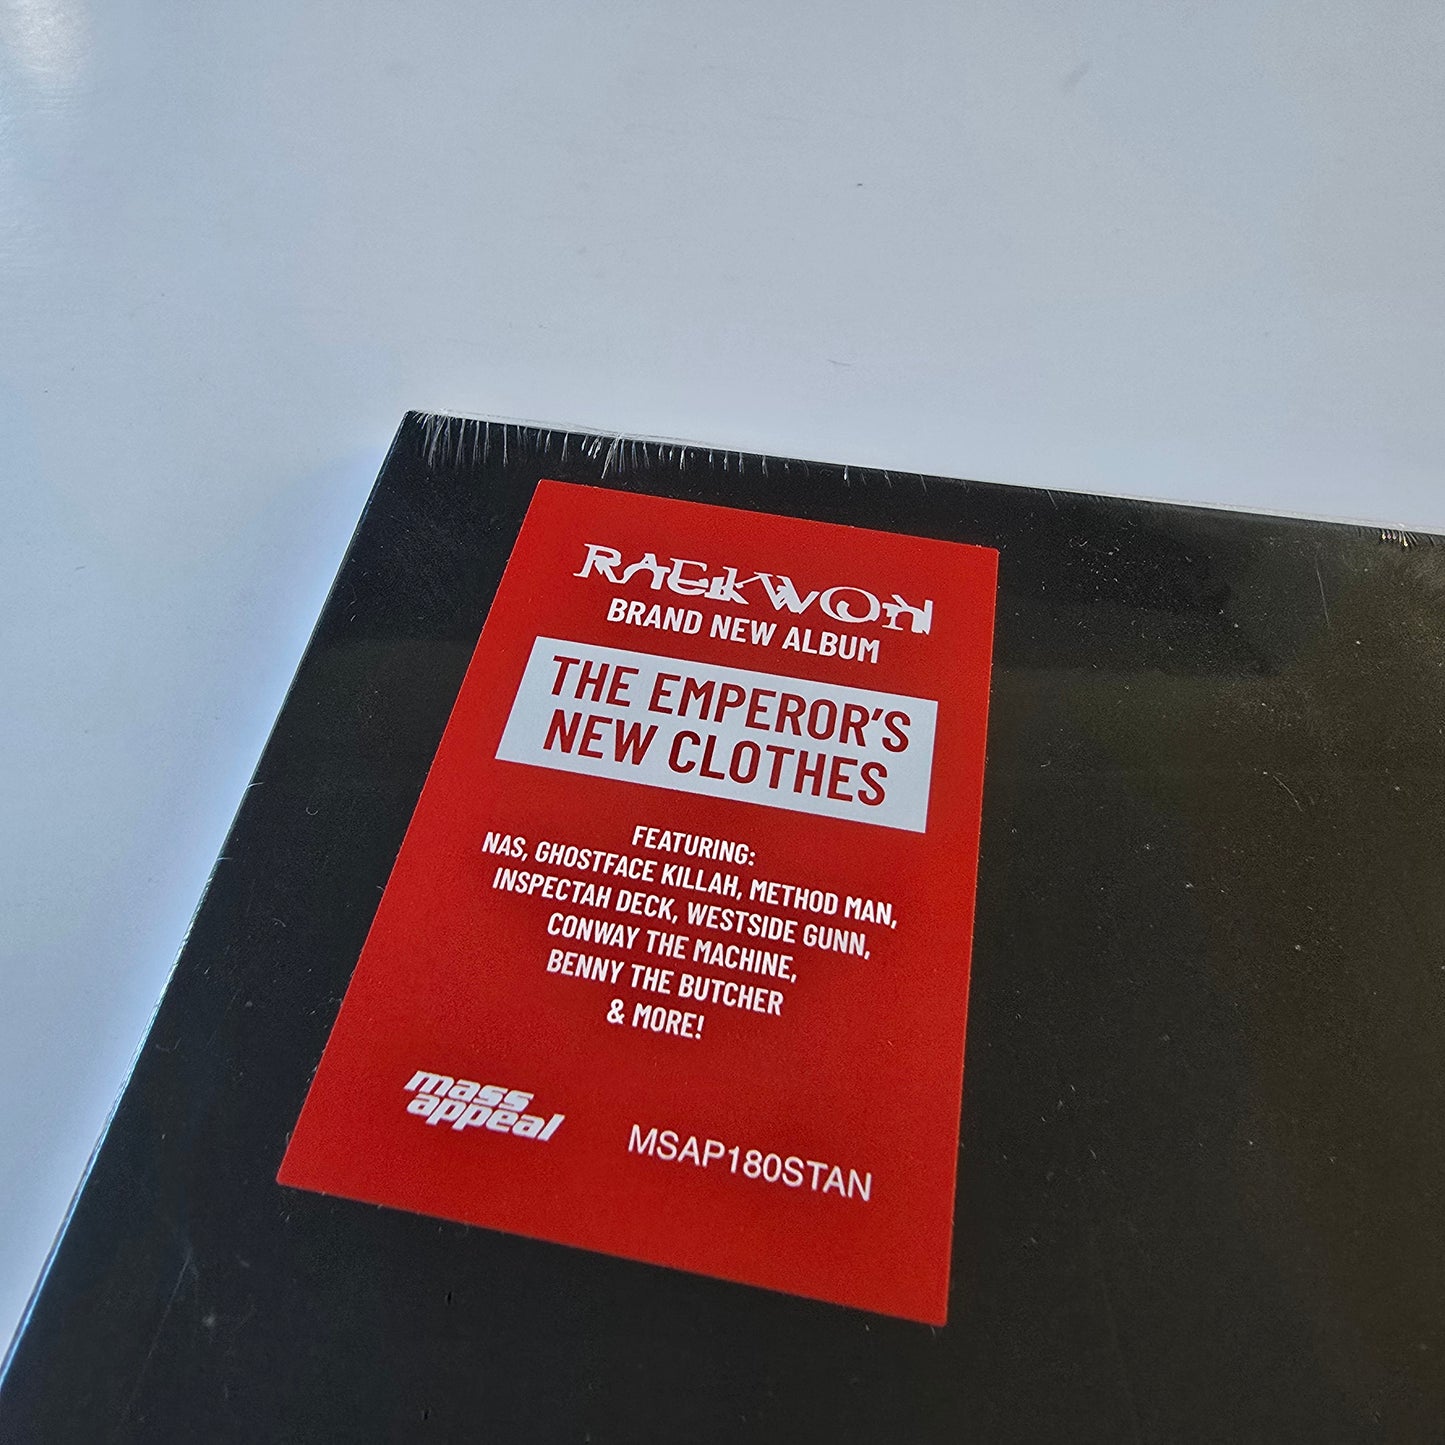 RAEKWON
BRAND NEW ALBUM
THE EMPEROR'S
NEW CLOTHES
FEATURING:
NAS, GHOSTFACE KILLAH, METHOD MAN,
INSPECTAH DECK, WESTSIDE GUNN,
CONWAY THE MACHINE,
BENNY THE BUTCHER
& MORE!
mass
appeal
MSAP180STAN